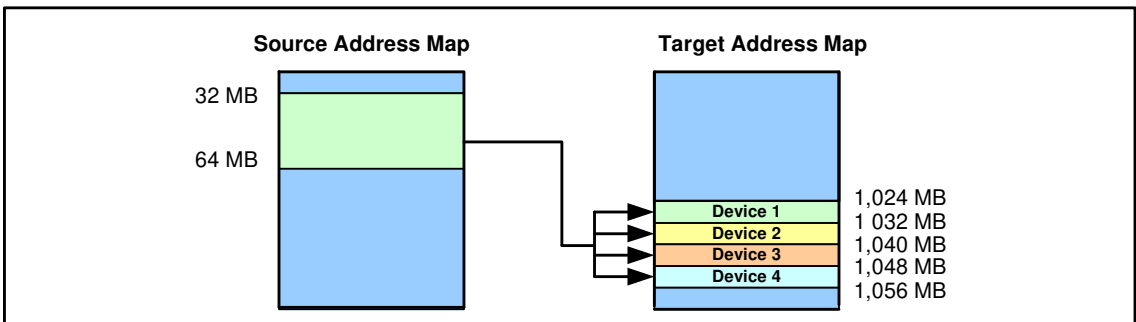 Source Address Map
Target Address Map
32 MB
64 MB
1,024 MB
Device 1
1 032 MB
Device 2
1,040 MB
Device 3
1,048 MB
Device 4
1,056 MB